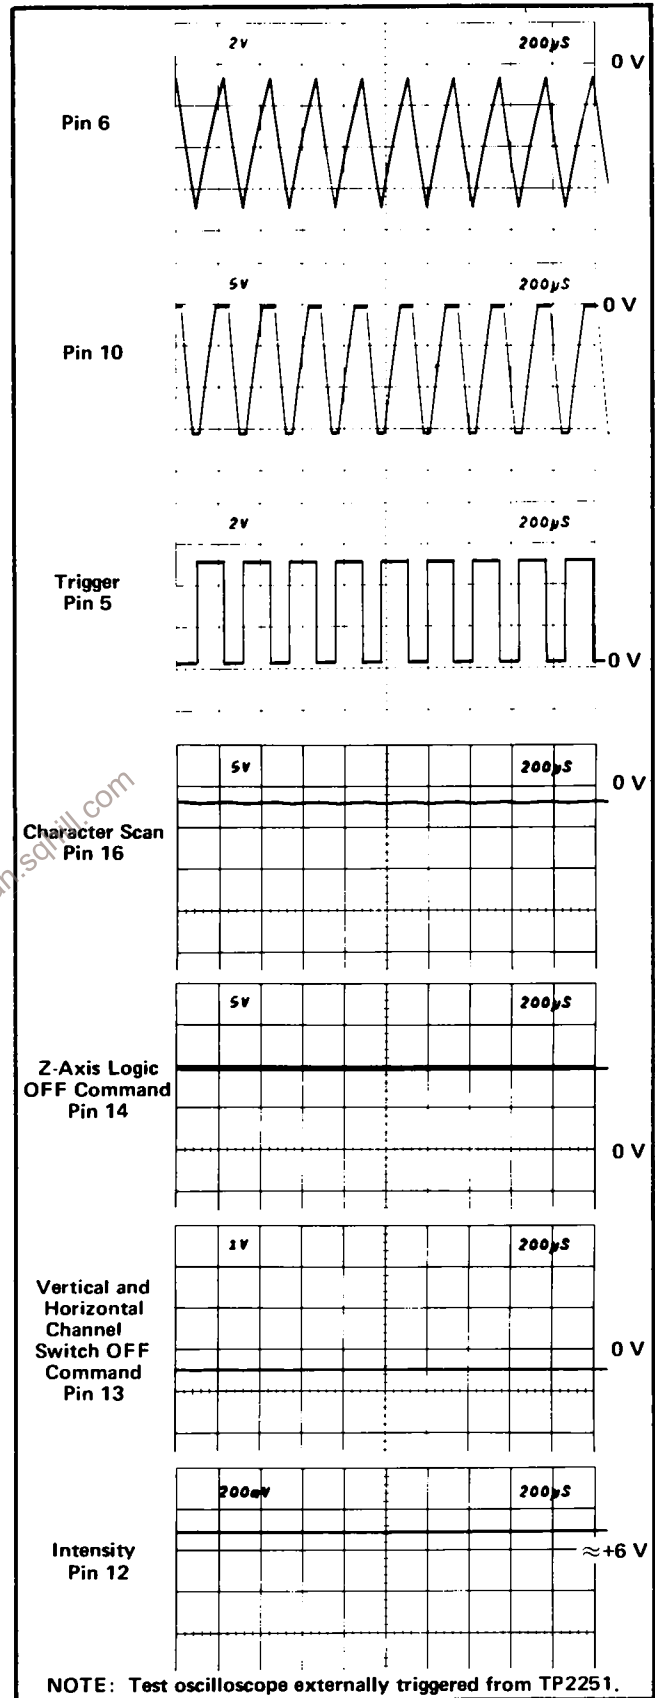 2V 200µS 0 V
Pin 6
5V 200µS
0 V
Pin 10
2V 200µS
Trigger
Pin 5
0 V
5V 200µS 0 V
Character Scan
Pin 16
.sqhill.com
5V 200µS
Z-Axis Logic
OFF Command
Pin 14
0 V
1V 200µS
Vertical and
Horizontal
Channel
Switch OFF
Command
Pin 13
0 V
200mV 200µS
Intensity
Pin 12
≈+6 V
NOTE: Test oscilloscope externally triggered from TP2251.